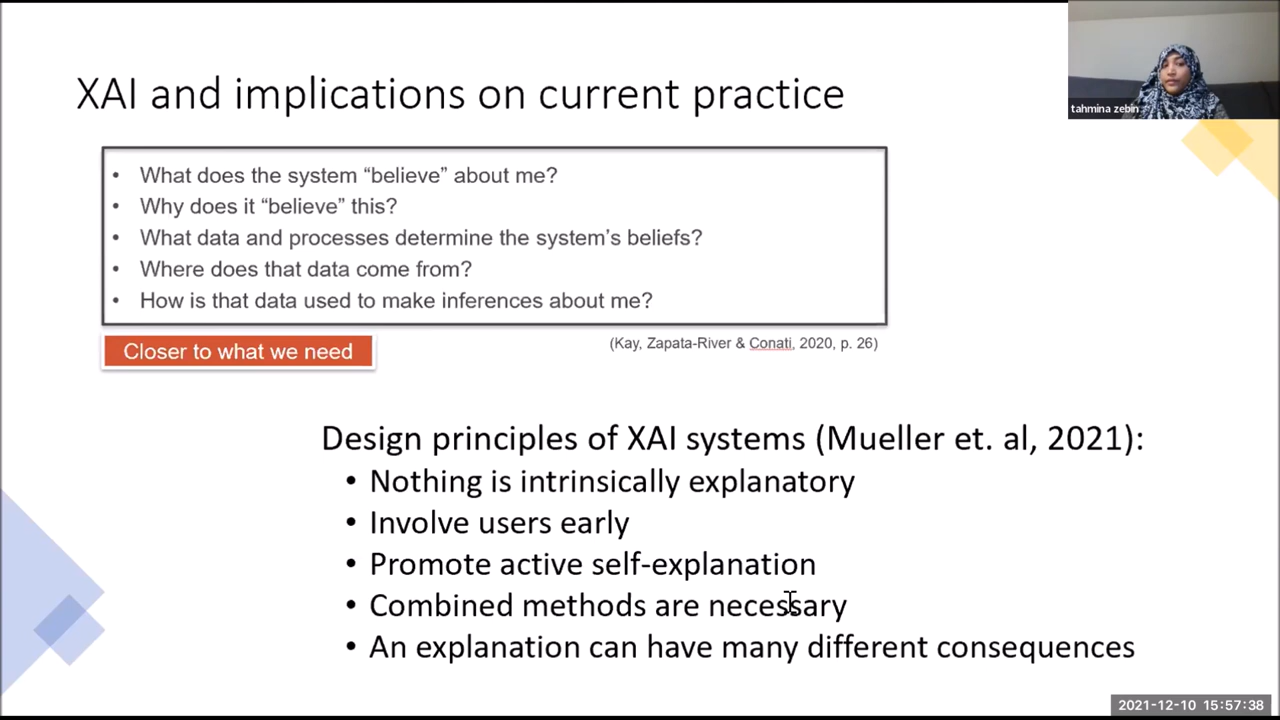 XAI and implications on current practice
tahmina zebin
• What does the system “believe” about me?
• Why does it “believe” this?
• What data and processes determine the system’s beliefs?
• Where does that data come from?
• How is that data used to make inferences about me?
Closer to what we need
(Kay, Zapata-River & Conati, 2020, p. 26)
Design principles of XAI systems (Mueller et. al, 2021):
• Nothing is intrinsically explanatory
• Involve users early
• Promote active self-explanation
• Combined methods are necessary
• An explanation can have many different consequences
2021-12-10 15:57:38